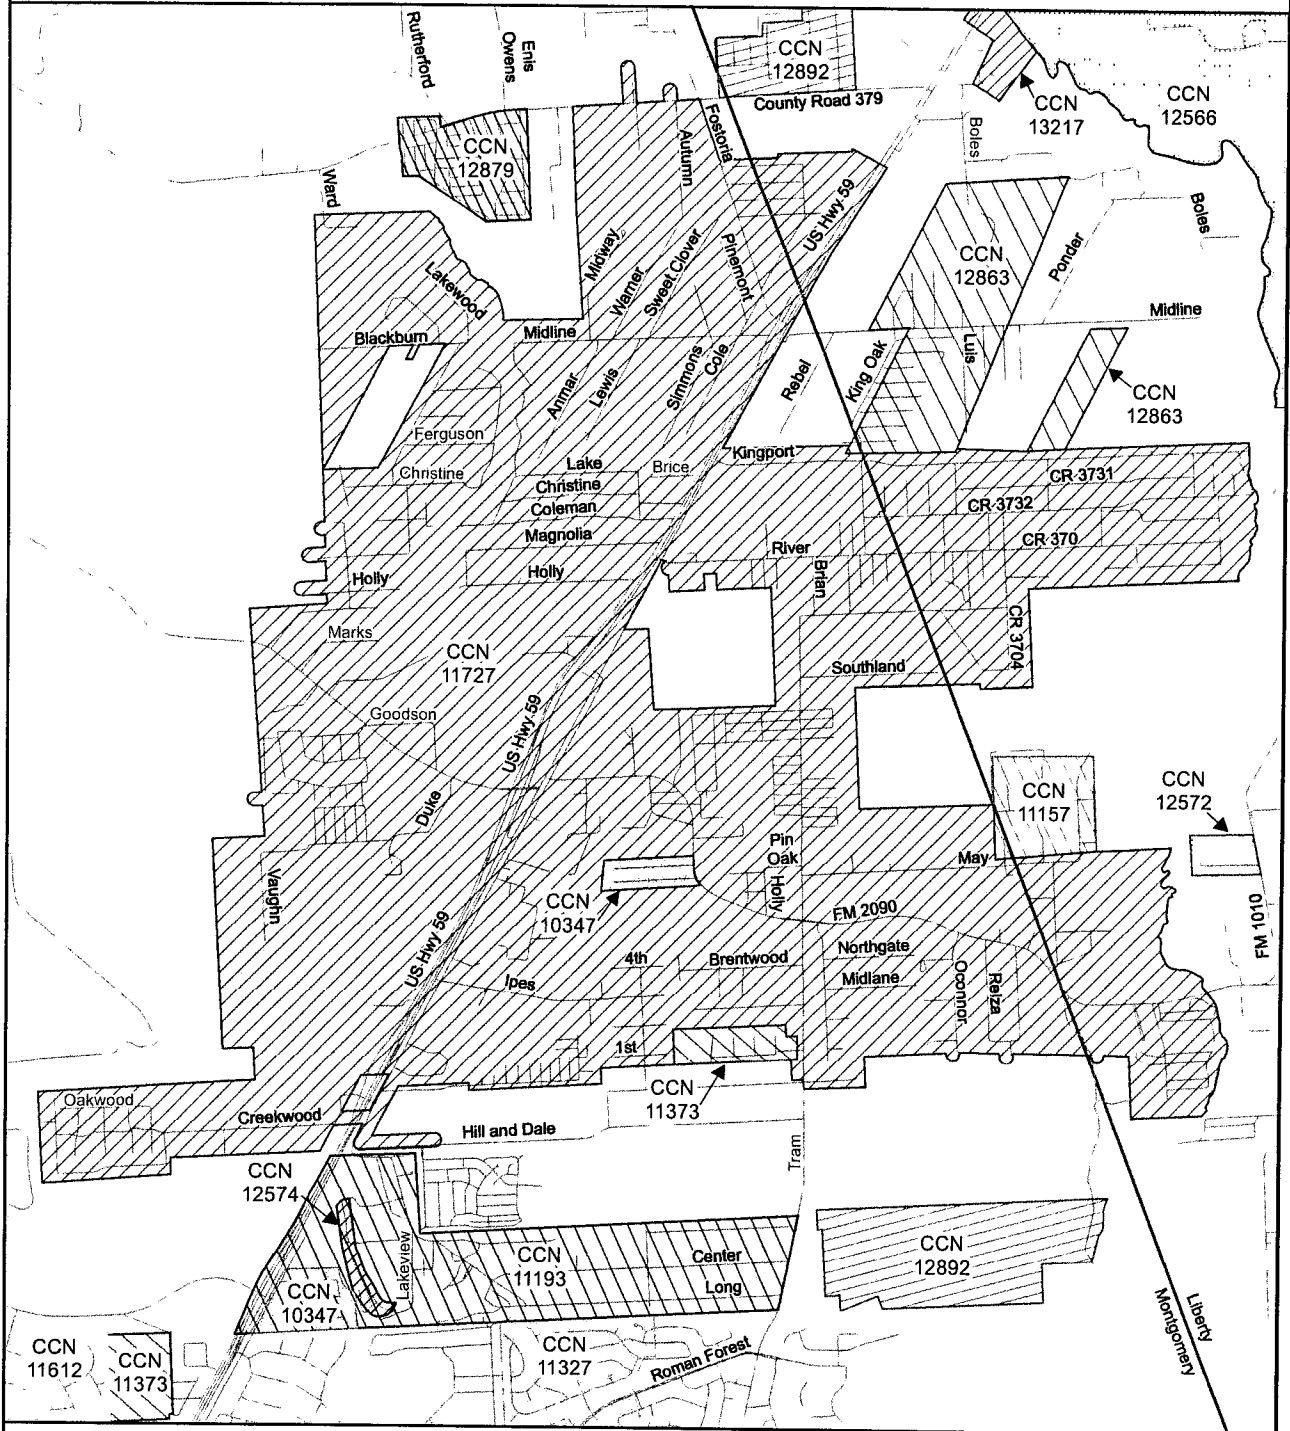 Rutherford
Enis
Owens
CCN
12892
County Road 379
CCN
13217
CCN
12566
Boles
Fostoria
Autumn
CCN
12879
Ward
US Hwy 59
Boles
Midway
Warner
Sweet Clover
Pinemont
CCN
12863
Ponder
Lakewood
Blackburn
Midline
Midline
Luis
Anmar
Lewis
Simmons
Cole
Rebel
King Oak
CCN
12863
Ferguson
Kingport
Christine
Lake
Brice
Christine
Coleman
CR 3731
CR 3732
Magnolia
River
CR 370
Holly
Holly
Brian
Marks
CCN
11727
CR 3704
Southland
Goodson
US Hwy 59
Duke
CCN
11157
CCN
12572
Pin
Oak
May
Vaughn
Holly
CCN
10347
FM 2090
FM 1010
US Hwy 59
Northgate
4th
Brentwood
Midlane
Oconnor
Relza
Ipes
1st
CCN
11373
Oakwood
Creekwood
Hill and Dale
Tram
CCN
12574
Lakeview
CCN
11193
Center
Long
CCN
12892
CCN
10347
Liberty
Montgomery
CCN
11612
CCN
11373
CCN
11327
Roman Forest